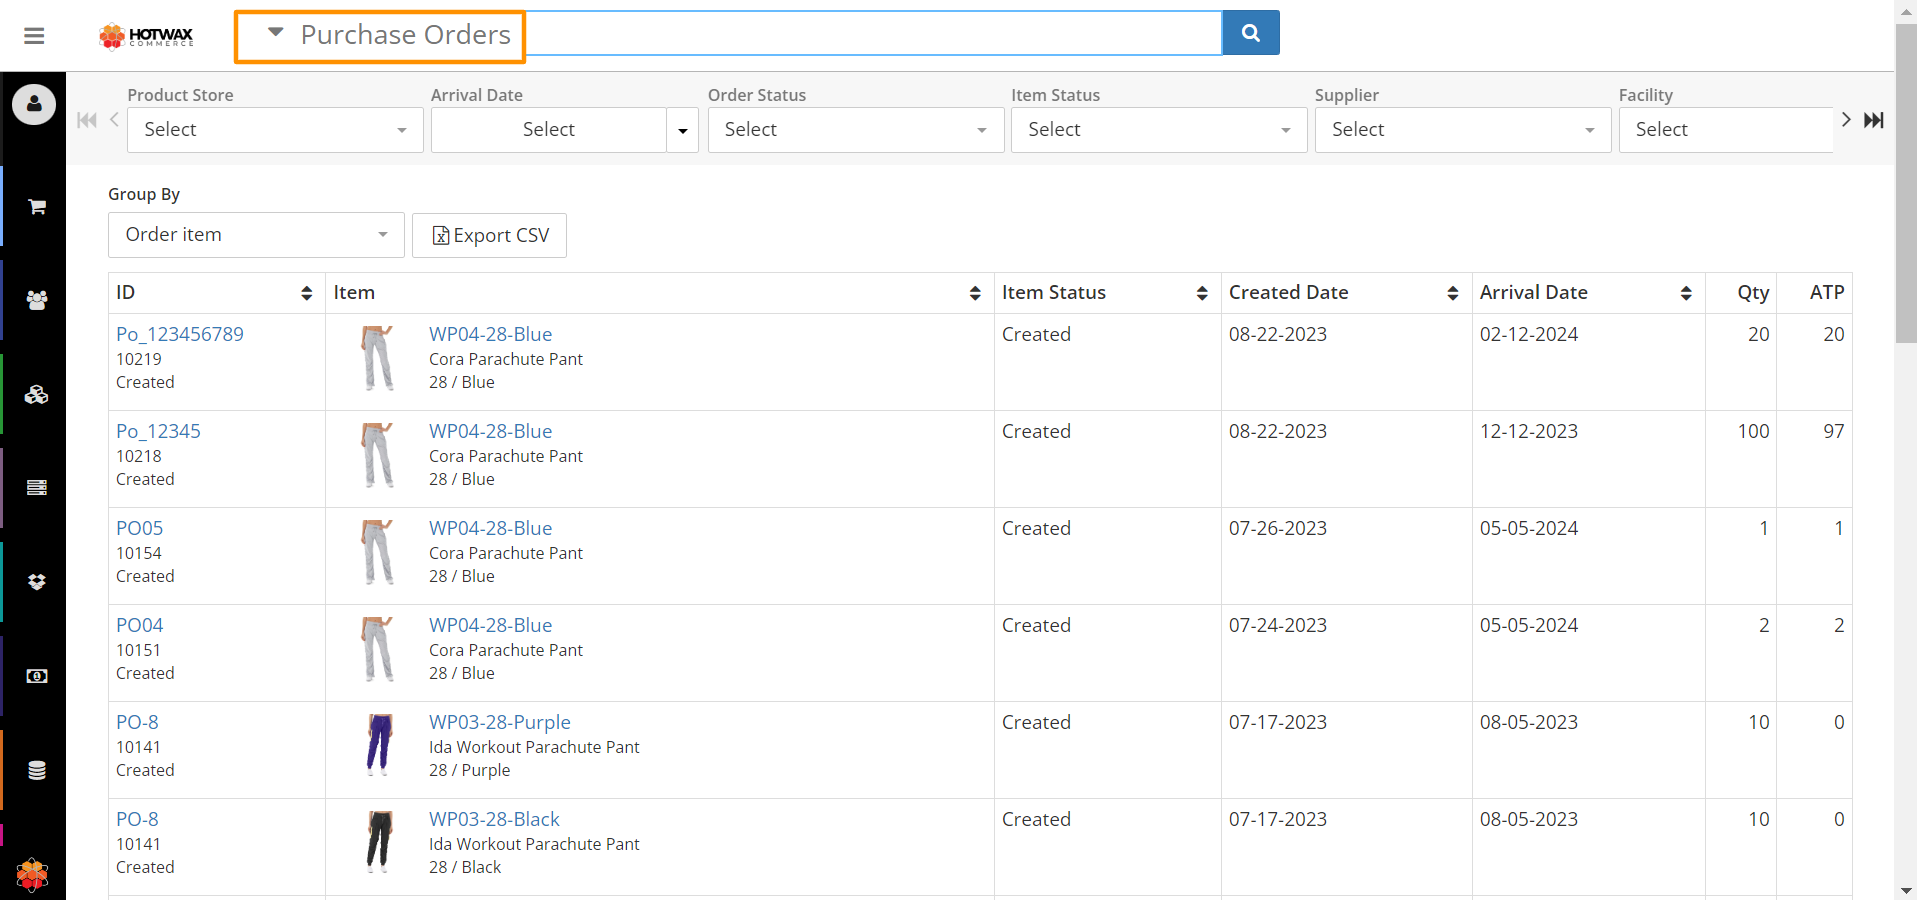 HOTWAX
COMMERCE
Purchase Orders
Product Store
Arrival Date
Order Status
Item Status
Supplier
Facility
Select
Select
Select
Select
Select
Select
Group By
Order item
Export CSV
ID
Item
Item Status
Created Date
Arrival Date
Qty
ATP
Po_123456789
10219
Created
WP04-28-Blue
Cora Parachute Pant
28 / Blue
Created
08-22-2023
02-12-2024
20
20
Po_12345
10218
Created
WP04-28-Blue
Cora Parachute Pant
28 / Blue
Created
08-22-2023
12-12-2023
100
97
PO05
10154
Created
WP04-28-Blue
Cora Parachute Pant
28 / Blue
Created
07-26-2023
05-05-2024
1
1
PO04
10151
Created
WP04-28-Blue
Cora Parachute Pant
28 / Blue
Created
07-24-2023
05-05-2024
2
2
PO-8
10141
Created
WP03-28-Purple
Ida Workout Parachute Pant
28 / Purple
Created
07-17-2023
08-05-2023
10
0
PO-8
10141
Created
WP03-28-Black
Ida Workout Parachute Pant
28 / Black
Created
07-17-2023
08-05-2023
10
0